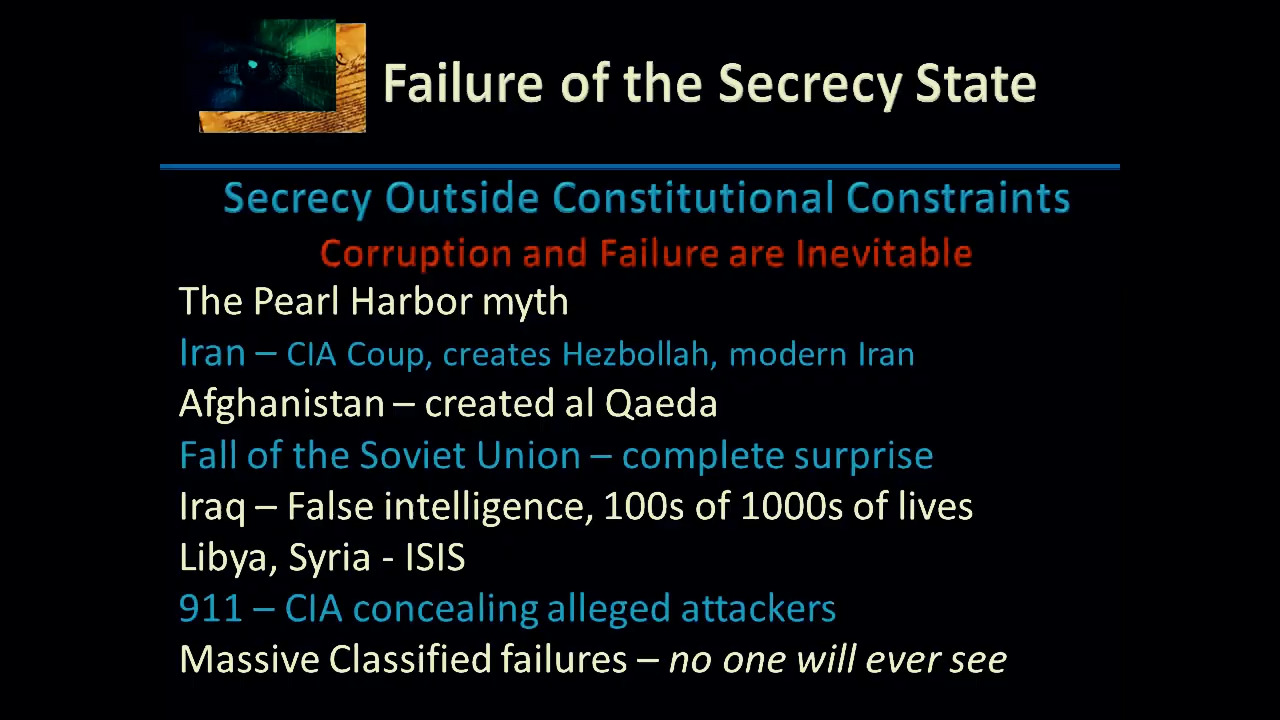 Failure of the Secrecy State
Secrecy Outside Constitutional Constraints
Corruption and Failure are Inevitable
The Pearl Harbor myth
Iran – CIA Coup, creates Hezbollah, modern Iran
Afghanistan – created al Qaeda
Fall of the Soviet Union – complete surprise
Iraq – False intelligence, 100s of 1000s of lives
Libya, Syria - ISIS
911 – CIA concealing alleged attackers
Massive Classified failures – no one will ever see